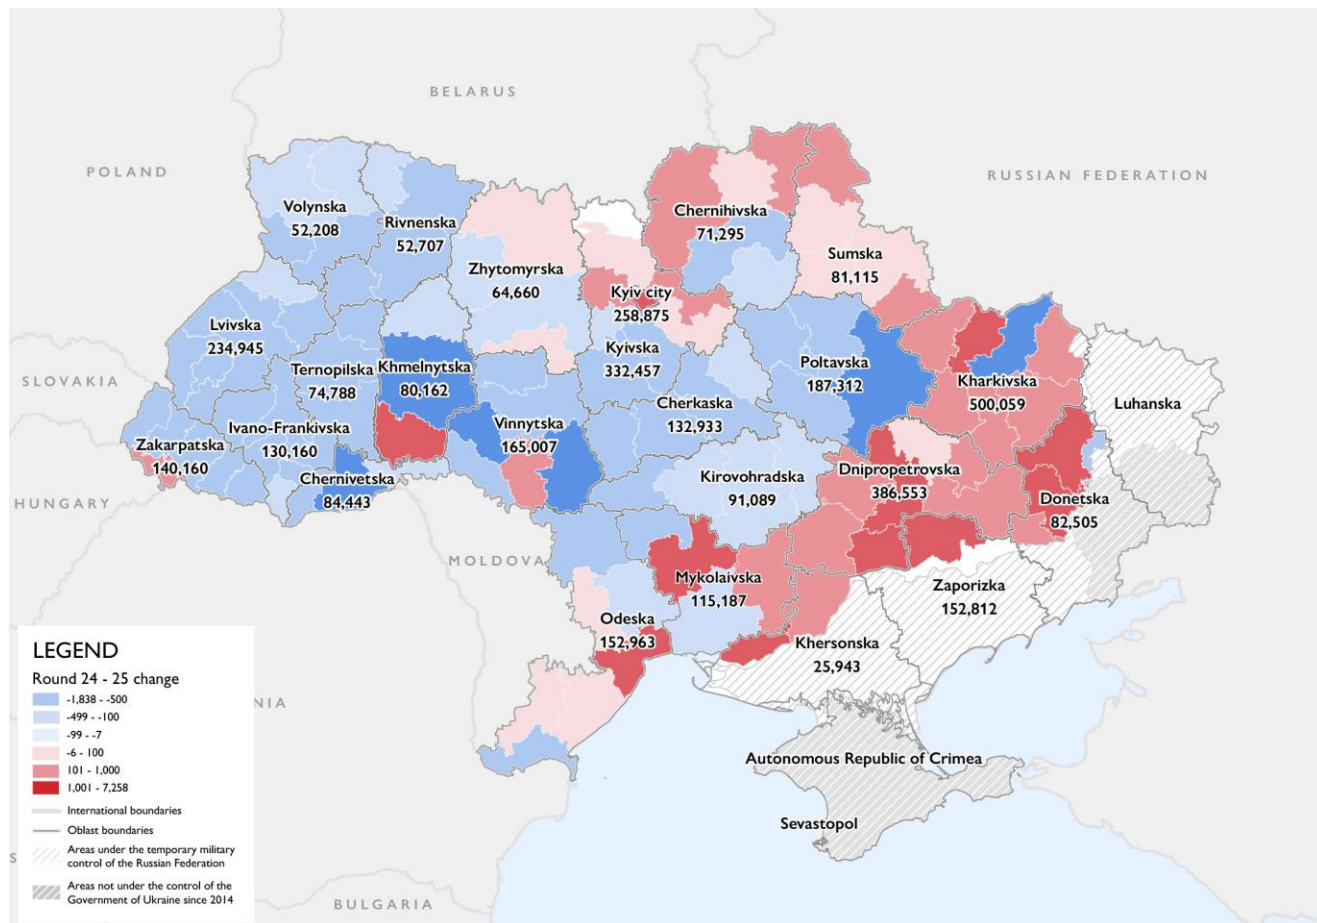 BELARUS
POLAND
RUSSIAN FEDERATION
Volynska
52,208
Rivnenska
52,707
Chernihivska
71,295
Zhytomyrska
64,660
Sumska
81,115
Kyiv city
258,875
Lvivska
234,945
Ternopilska
74,788
Khmelnytska
80,162
Kyivska
332,457
Poltavska
187,312
Kharkivska
500,059
SLOVAKIA
Luhanska
Cherkaska
132,933
Vinnytska
165,007
Ivano-Frankivska
130,160
Zakarpatska
140,160
Chernivetska
84,443
Kirovohradska
91,089
Dnipropetrovska
386,553
Donetska
82,505
HUNGARY
MOLDOVA
Mykolaivska
115,187
Zaporizka
152,812
Odeska
152,963
Khersonska
25,943
NIA
Autonomous Republic of Crimea
Sevastopol
BULGARIA
S
LEGEND
Round 24 - 25 change
-1,838 - -500
-499 - -100
-99 - -7
-6 - 100
101 - 1,000
1,001 - 7,258
International boundaries
Oblast boundaries
Areas under the temporary military
control of the Russian Federation
Areas not under the control of the
Government of Ukraine since 2014